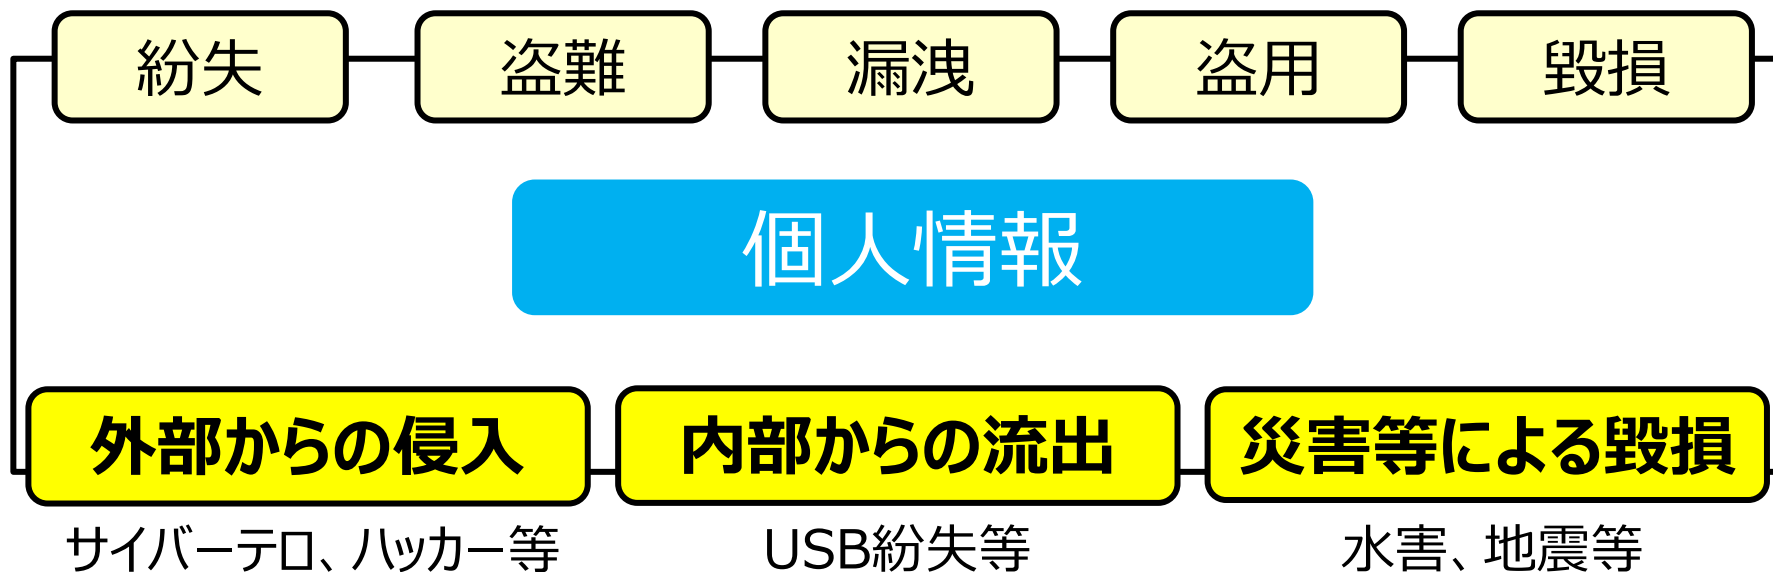 紛失
盗難
漏洩
盗用
毀損
個人情報
外部からの侵入
内部からの流出
災害等による毀損
サイバーテロ、ハッカー等
USB紛失等
水害、地震等